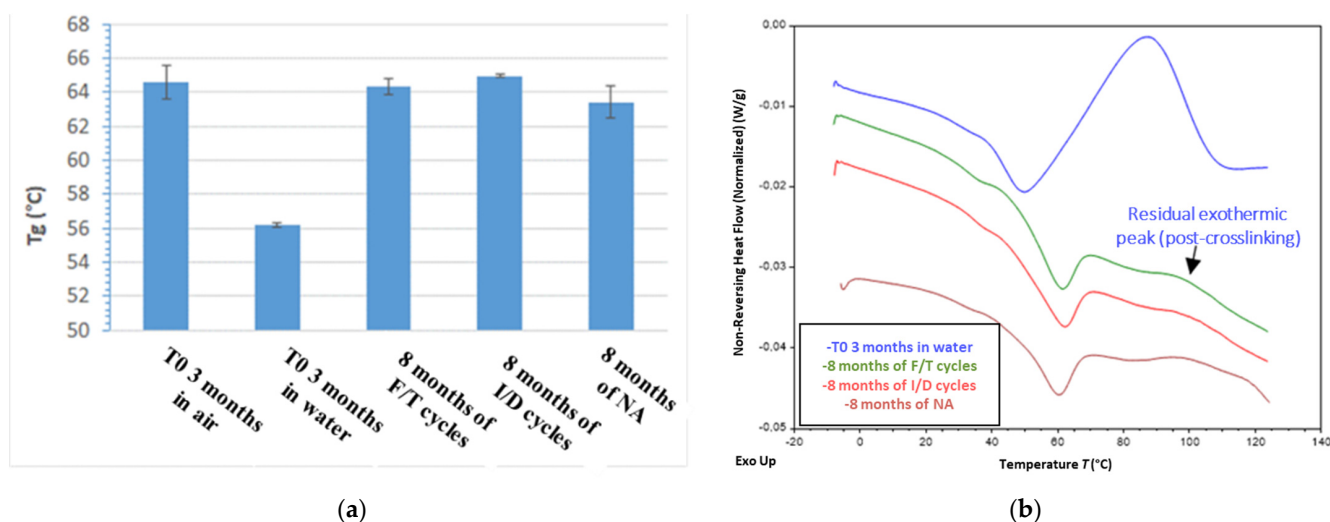 68
66
64
62
60
58
56
54
52
50
Tg (°C)
T0 3 months
in air
T0 3 months
in water
8 months of
F/T cycles
8 months of
I/D cycles
8 months
of NA
(a)
0,00
-0,01
-0,02
-0,03
-0,04
-0,05
Non-Reversing Heat Flow (Normalized) (W/g)
Residual exothermic
peak (post-crosslinking)
-T0 3 months in water
-8 months of F/T cycles
-8 months of I/D cycles
-8 months of NA
-20 0 20 40 60 80 100 120 140
Exo Up
Temperature T (°C)
(b)